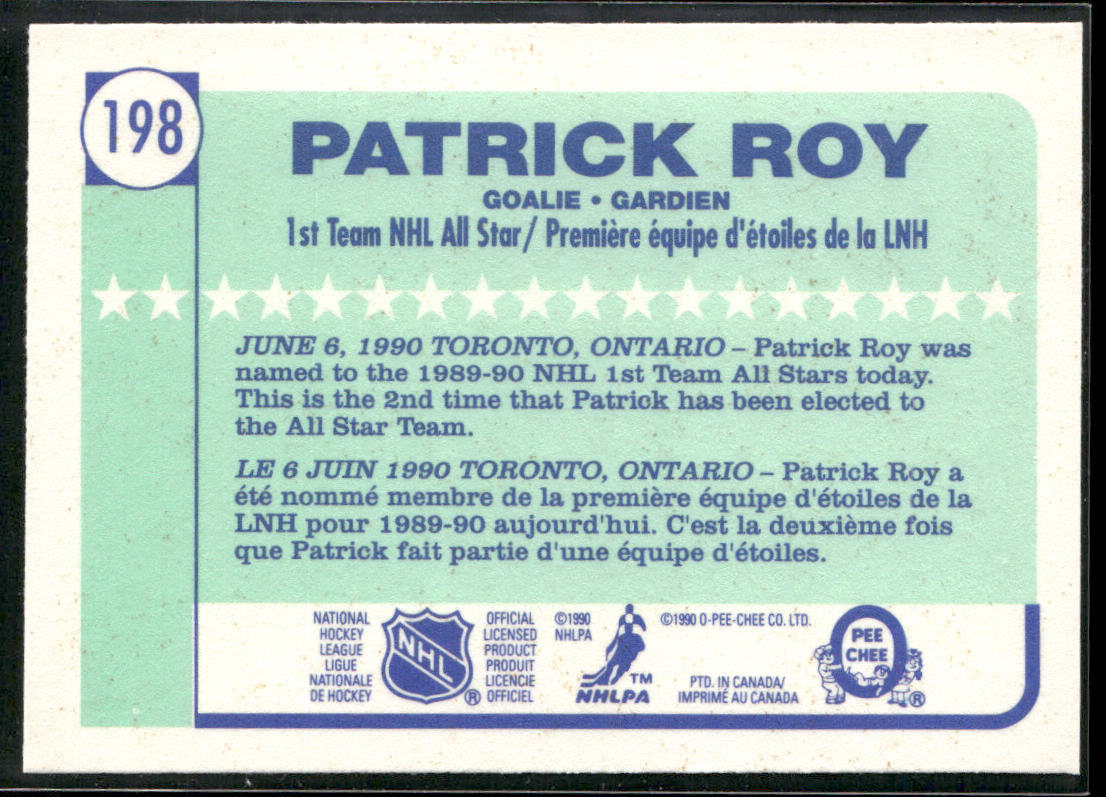 198
PATRICK ROY
GOALIE • GARDIEN
1st Team NHL All Star/ Première équipe d'étoiles de la LNH
JUNE 6, 1990 TORONTO, ONTARIO – Patrick Roy was
named to the 1989-90 NHL 1st Team All Stars today.
This is the 2nd time that Patrick has been elected to
the All Star Team.
LE 6 JUIN 1990 TORONTO, ONTARIO – Patrick Roy a
été nommé membre de la première équipe d'étoiles de la
LNH pour 1989-90 aujourd'hui. C'est la deuxième fois
que Patrick fait partie d'une équipe d'étoiles.
NATIONAL
HOCKEY
LEAGUE
LIGUE
NATIONALE
DE HOCKEY
NHL
®
OFFICIAL
LICENSED
PRODUCT
PRODUIT
LICENCIE
OFFICIEL
©1990
NHLPA
TM
NHLPA
©1990 O-PEE-CHEE CO. LTD.
PTD. IN CANADA/
IMPRIMÉ AU CANADA
PEE
CHEE
®